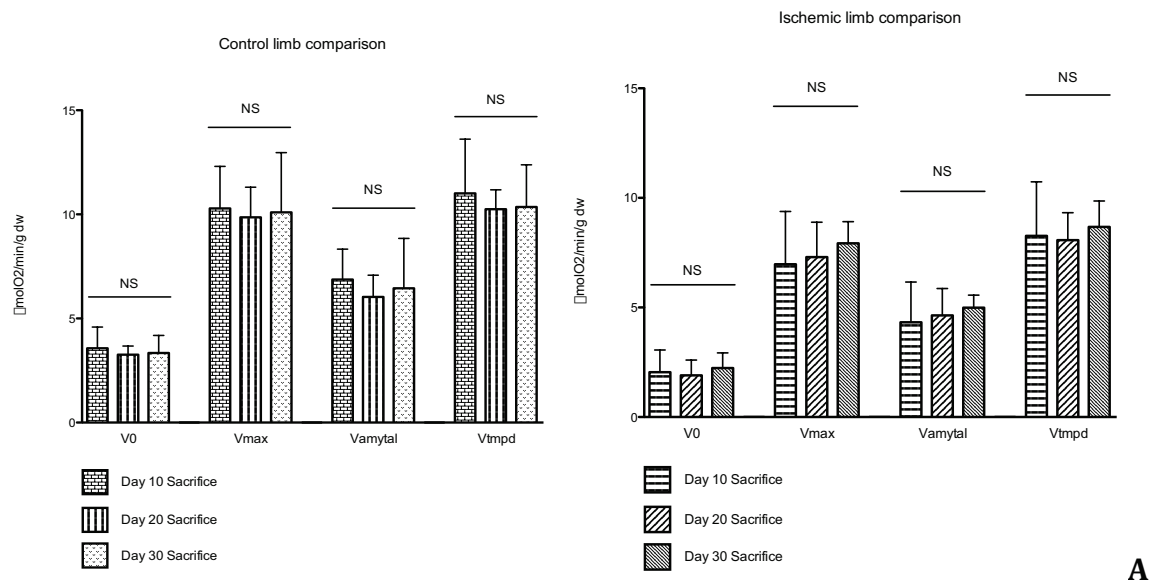 Control limb comparison
15
10
5
0
□molO2/min/g dw
NS
NS
NS
NS
V0 Vmax Vamytal Vtmpd
Day 10 Sacrifice
Day 20 Sacrifice
Day 30 Sacrifice
Ischemic limb comparison
15
10
5
0
□molO2/min/g dw
NS
NS
NS
NS
V0 Vmax Vamytal Vtmpd
Day 10 Sacrifice
Day 20 Sacrifice
Day 30 Sacrifice
A